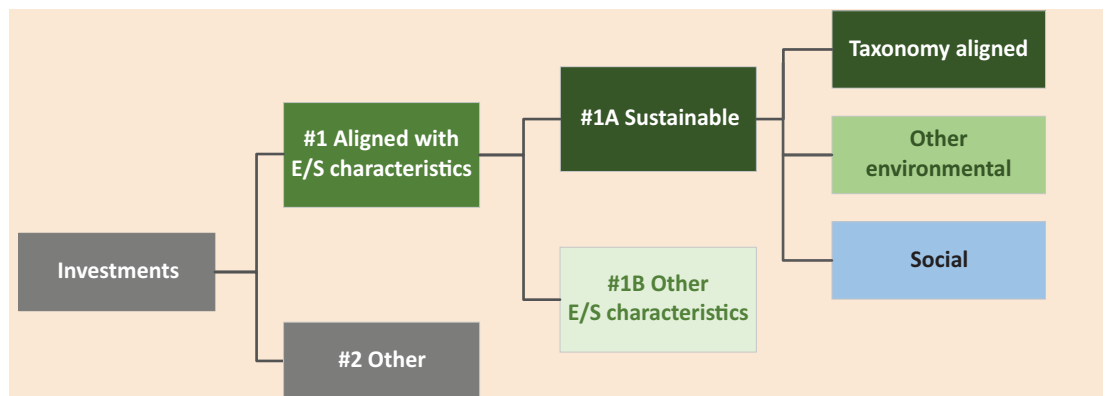 Investments
#1 Aligned with
E/S characteristics
#2 Other
#1A Sustainable
#1B Other
E/S characteristics
Taxonomy aligned
Other
environmental
Social